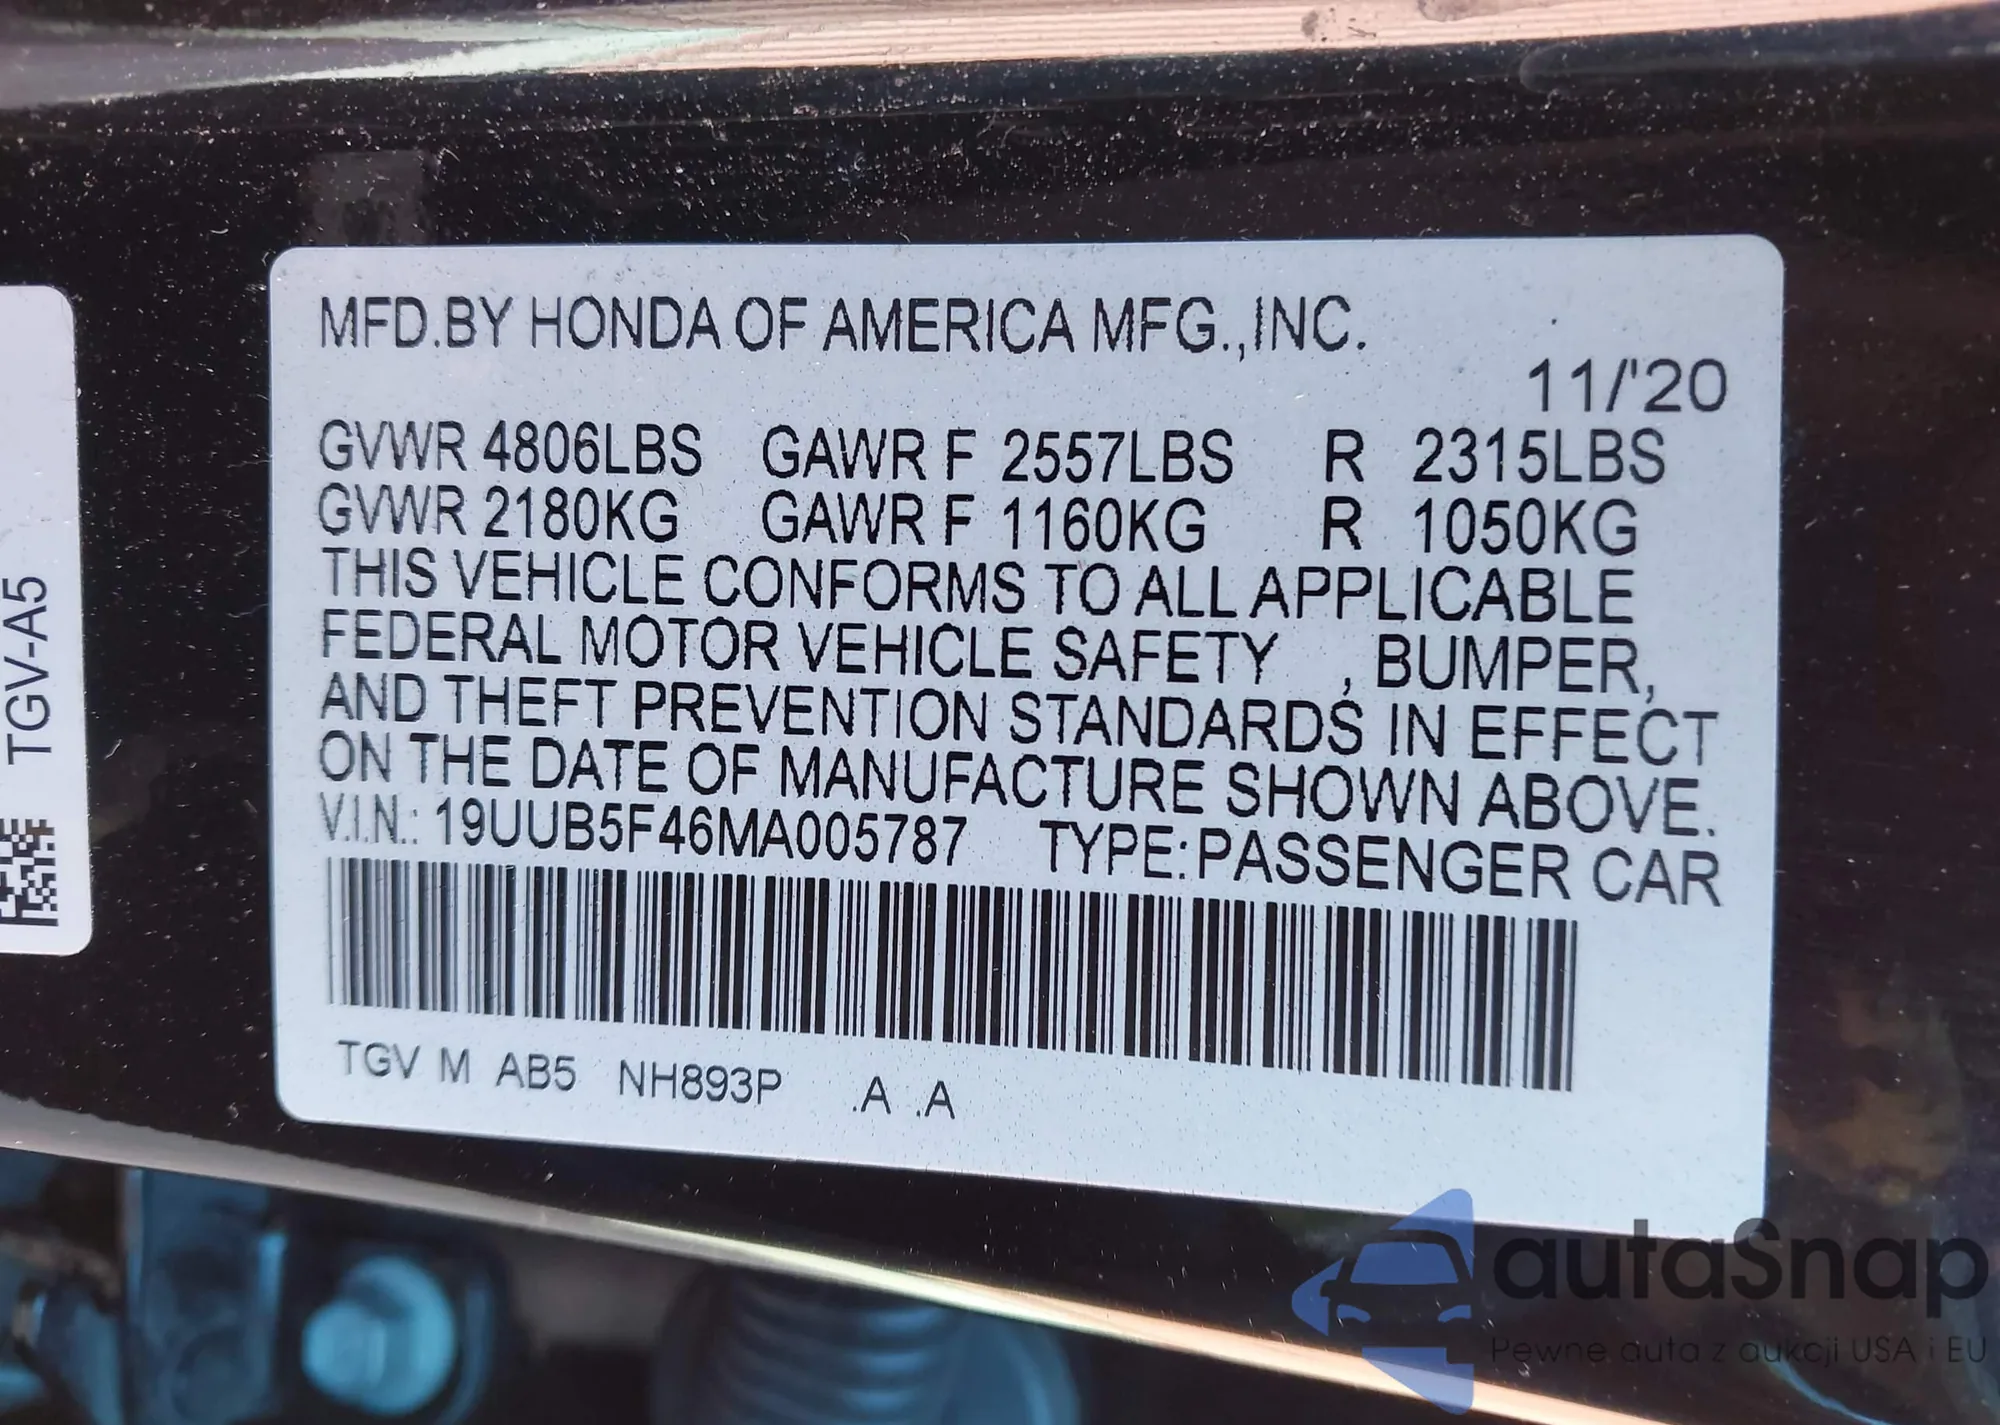 MFD.BY HONDA OF AMERICA MFG.,INC.
11/'20
GVWR 4806LBS GAWR F 2557LBS R 2315LBS
GVWR 2180KG GAWR F 1160KG R 1050KG
THIS VEHICLE CONFORMS TO ALL APPLICABLE
FEDERAL MOTOR VEHICLE SAFETY , BUMPER,
AND THEFT PREVENTION STANDARDS IN EFFECT
ON THE DATE OF MANUFACTURE SHOWN ABOVE.
V.I.N.: 19UUB5F46MA005787 TYPE:PASSENGER CAR
TGV M AB5 NH893P .A .A
TGV-A5
autaSnap
Pewne auta z aukcji USA i EU